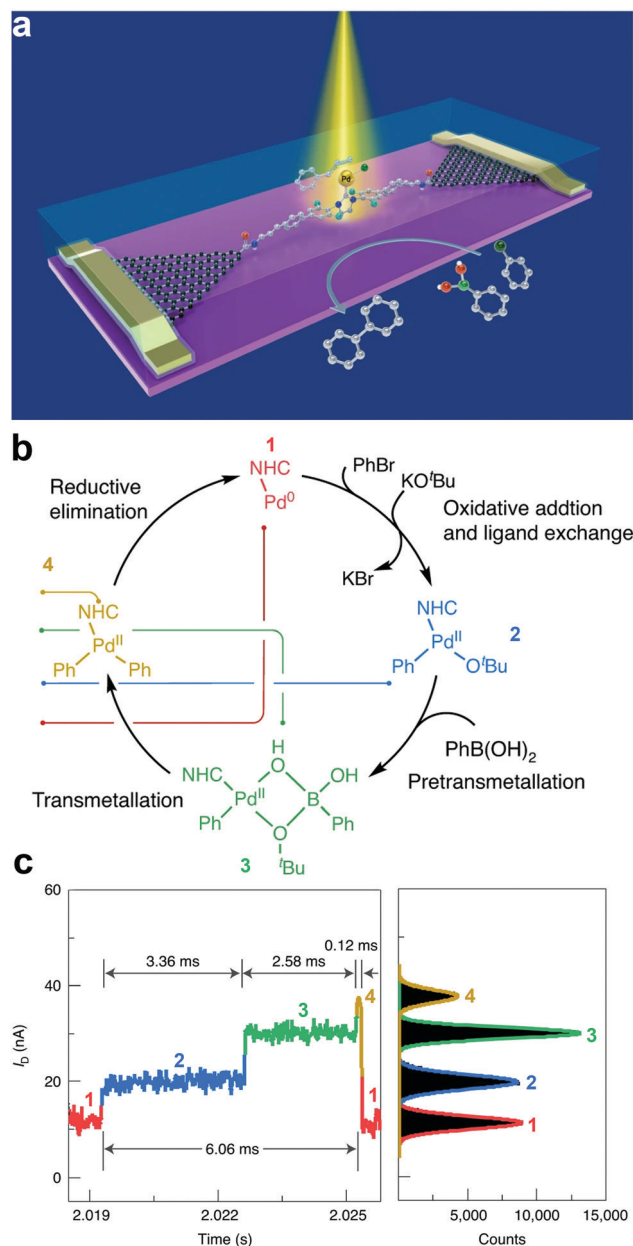 a
Pd
b
1
NHC
Pd0
PhBr
KOtBu
Reductive
elimination
Oxidative addtion
and ligand exchange
KBr
4
NHC
PdII
Ph Ph
NHC
PdII
2
Ph
OtBu
PhB(OH)2
Pretransmetallation
H
O
OH
NHC
PdII
B
Transmetallation
Ph
O
Ph
3
tBu
c
60
40
20
0
ID (nA)
3.36 ms
2.58 ms
0.12 ms
1
2
3
4
1
6.06 ms
2.019
2.022
2.025
Time (s)
4
3
2
1
5,000
10,000
15,000
Counts